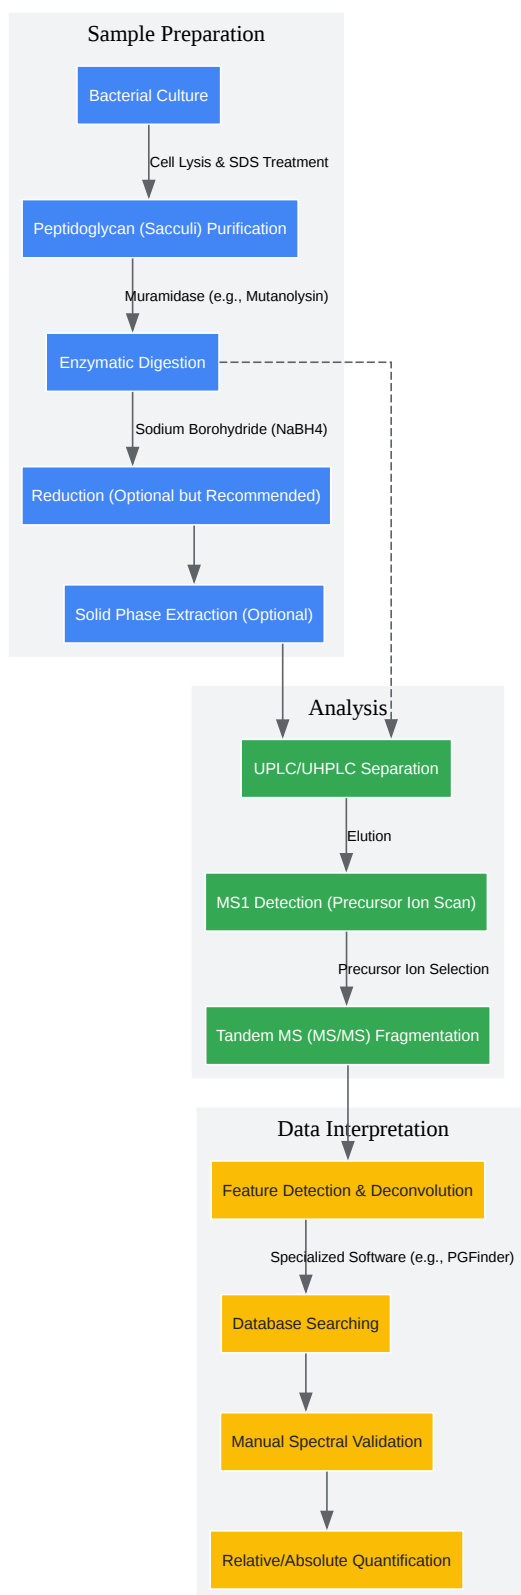 Sample Preparation
Bacterial Culture
Cell Lysis & SDS Treatment
Peptidoglycan (Sacculi) Purification
Muramidase (e.g., Mutanolysin)
Enzymatic Digestion
Sodium Borohydride (NaBH4)
Reduction (Optional but Recommended)
Solid Phase Extraction (Optional)
Analysis
UPLC/UHPLC Separation
Elution
MS1 Detection (Precursor Ion Scan)
Precursor Ion Selection
Tandem MS (MS/MS) Fragmentation
Data Interpretation
Feature Detection & Deconvolution
Specialized Software (e.g., PGFinder)
Database Searching
Manual Spectral Validation
Relative/Absolute Quantification